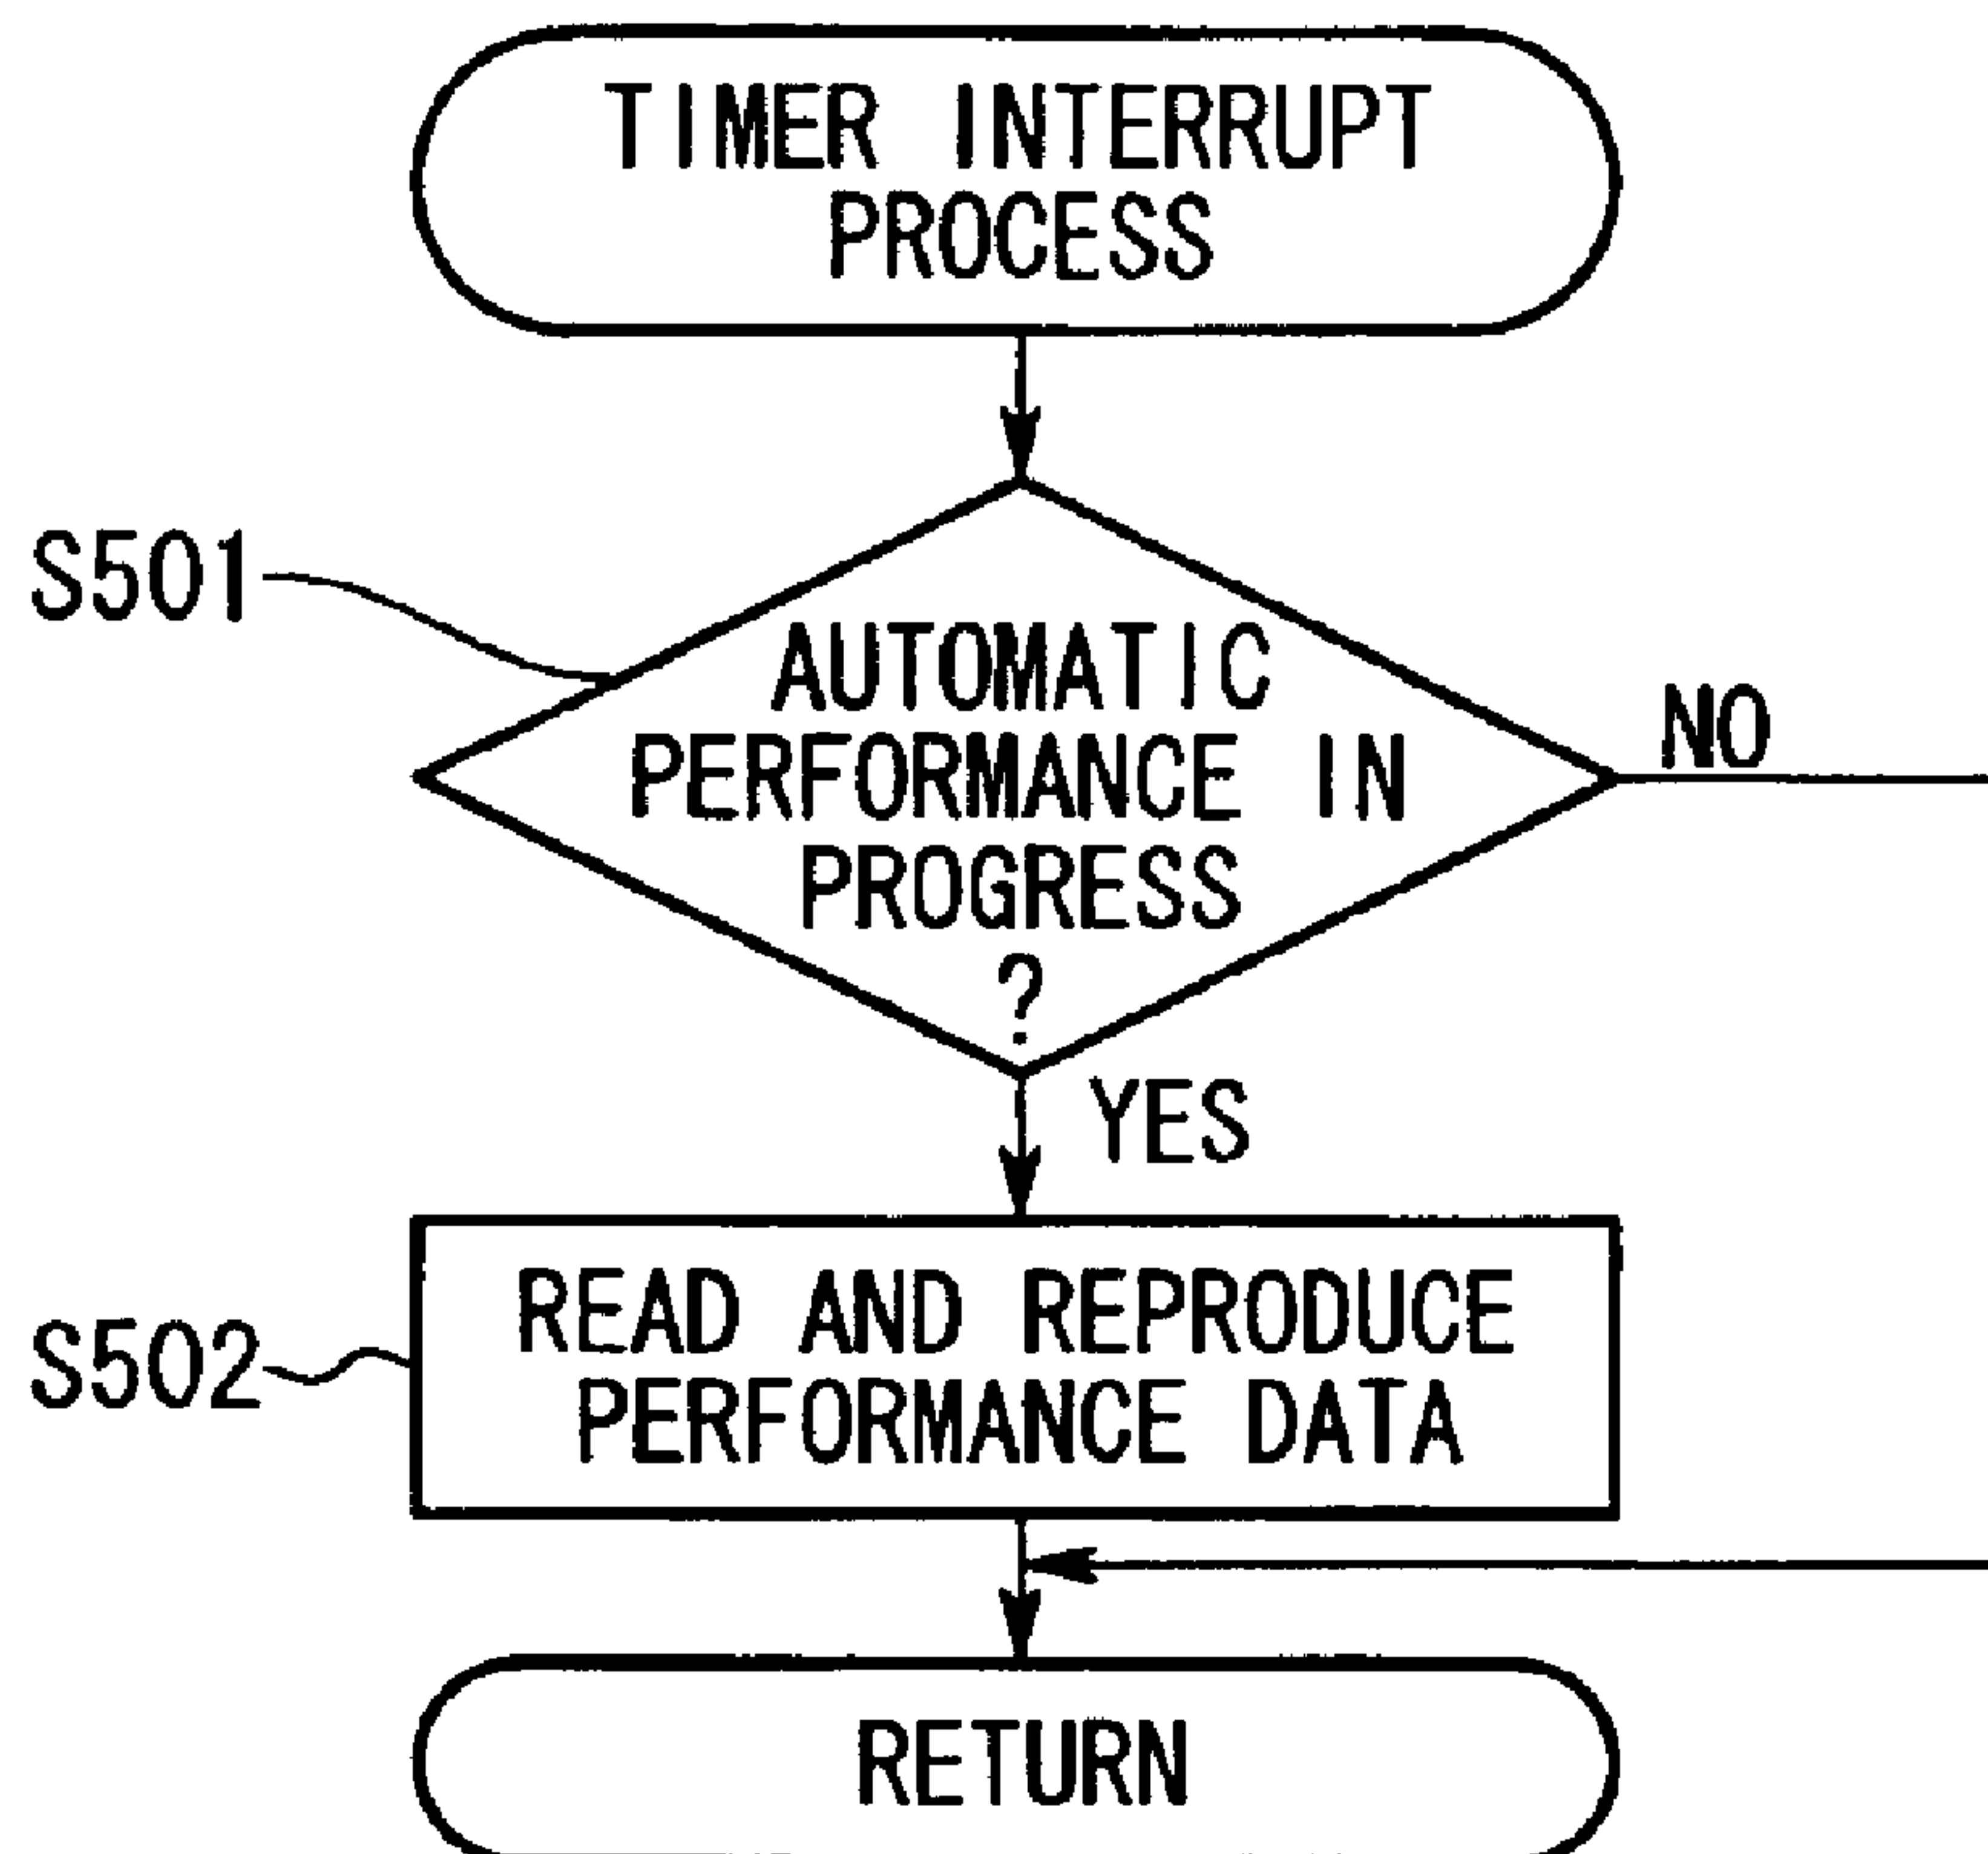 TIMER INTERRUPT
PROCESS
S501
AUTOMATIC
PERFORMANCE IN
PROGRESS
?
NO
YES
S502
READ AND REPRODUCE
PERFORMANCE DATA
RETURN